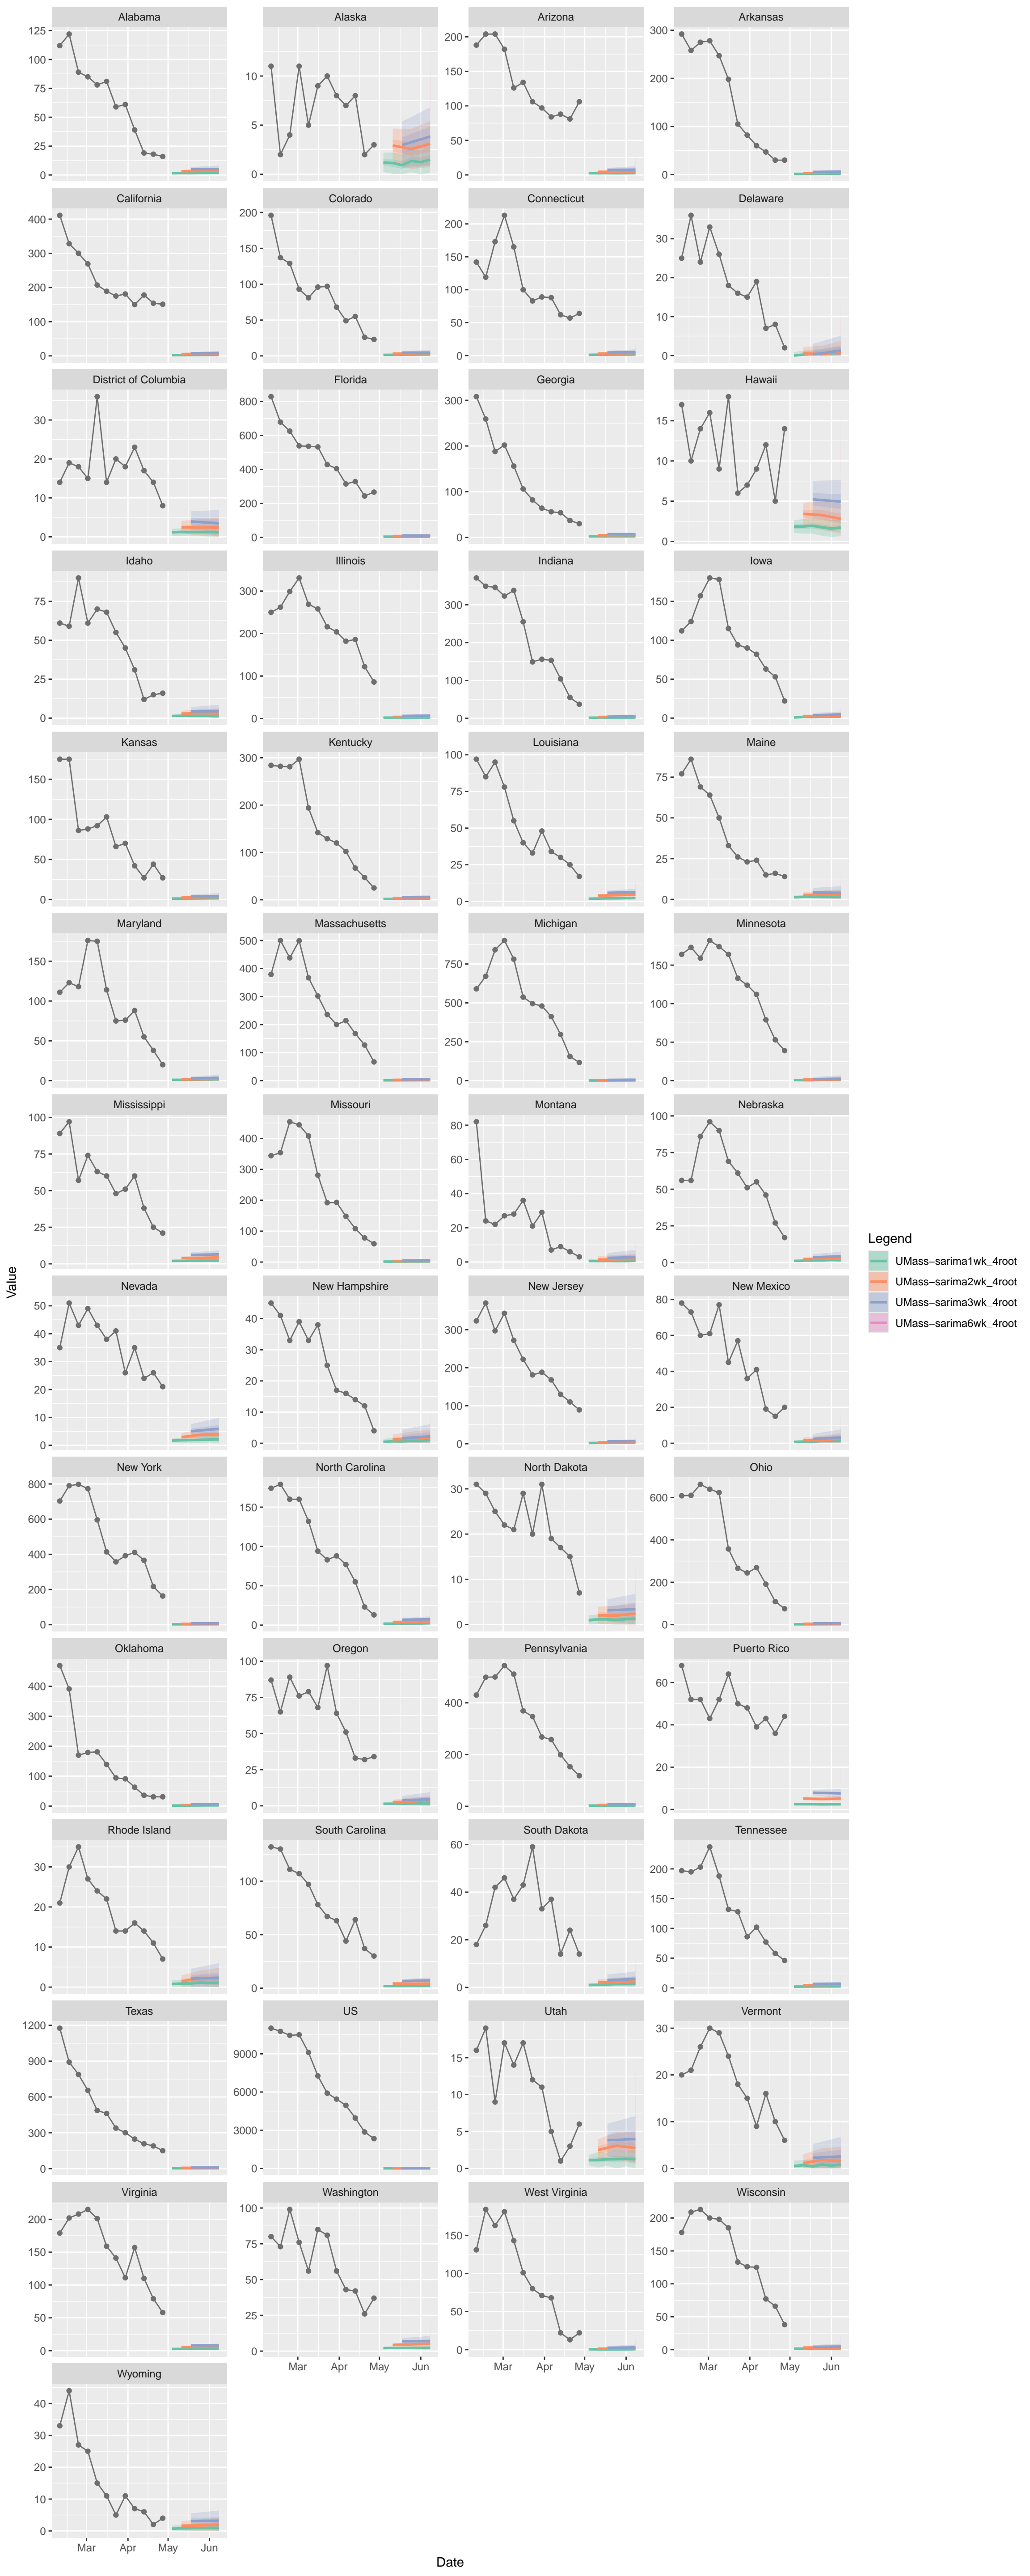 Alabama Alaska Arizona Arkansas
125 100 75 50 25 0
10 5 0
200 150 100 50 0
300 200 100 0
California Colorado Connecticut Delaware
400 300 200 100 0
200 150 100 50 0
200 150 100 50 0
30 20 10 0
District of Columbia Florida Georgia Hawaii
30 20 10 0
800 600 400 200 0
300 200 100 0
15 10 5 0
Idaho Illinois Indiana Iowa
75 50 25 0
300 200 100 0
300 200 100 0
150 100 50 0
Kansas Kentucky Louisiana Maine
150 100 50 0
300 200 100 0
100 75 50 25 0
75 50 25 0
Maryland Massachusetts Michigan Minnesota
150 100 50 0
500 400 300 200 100 0
750 500 250 0
150 100 50 0
Mississippi Missouri Montana Nebraska
100 75 50 25 0
400 300 200 100 0
80 60 40 20 0
100 75 50 25 0
Nevada New Hampshire New Jersey New Mexico
50 40 30 20 10 0
40 30 20 10 0
300 200 100 0
80 60 40 20 0
New York North Carolina North Dakota Ohio
800 600 400 200 0
150 100 50 0
30 20 10 0
600 400 200 0
Oklahoma Oregon Pennsylvania Puerto Rico
400 300 200 100 0
100 75 50 25 0
400 200 0
60 40 20 0
Rhode Island South Carolina South Dakota Tennessee
30 20 10 0
100 50 0
60 40 20 0
200 150 100 50 0
Texas US Utah Vermont
1200 900 600 300 0
9000 6000 3000 0
15 10 5 0
30 20 10 0
Virginia Washington West Virginia Wisconsin
200 150 100 50 0
100 75 50 25 0
150 100 50 0
200 150 100 50 0
Mar Apr May Jun
Mar Apr May Jun
Mar Apr May Jun
Wyoming
40 30 20 10 0
Mar Apr May Jun
Date
Value
Legend
UMass−sarima1wk_4root
UMass−sarima2wk_4root
UMass−sarima3wk_4root
UMass−sarima6wk_4root